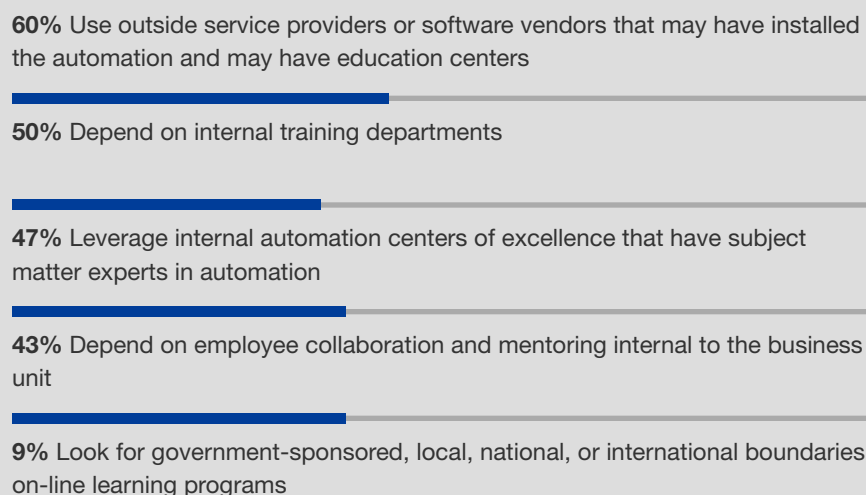 60% Use outside service providers or software vendors that may have installed
the automation and may have education centers
50% Depend on internal training departments
47% Leverage internal automation centers of excellence that have subject
matter experts in automation
43% Depend on employee collaboration and mentoring internal to the business
unit
9% Look for government-sponsored, local, national, or international boundaries
on-line learning programs